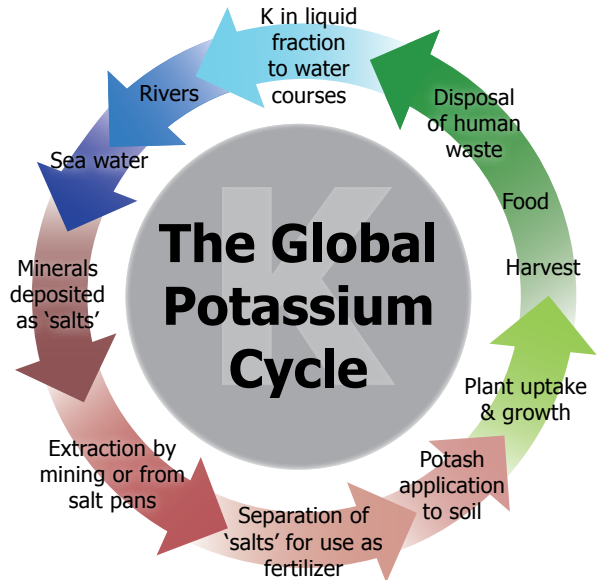 K in liquid
fraction
to water
courses
Rivers
Sea water
Minerals
deposited
as ‘salts’
Extraction by
mining or from
salt pans
Separation of
‘salts’ for use as
fertilizer
Potash
application
to soil
Plant uptake
& growth
Harvest
Food
Disposal
of human
waste
K
The Global
Potassium
Cycle